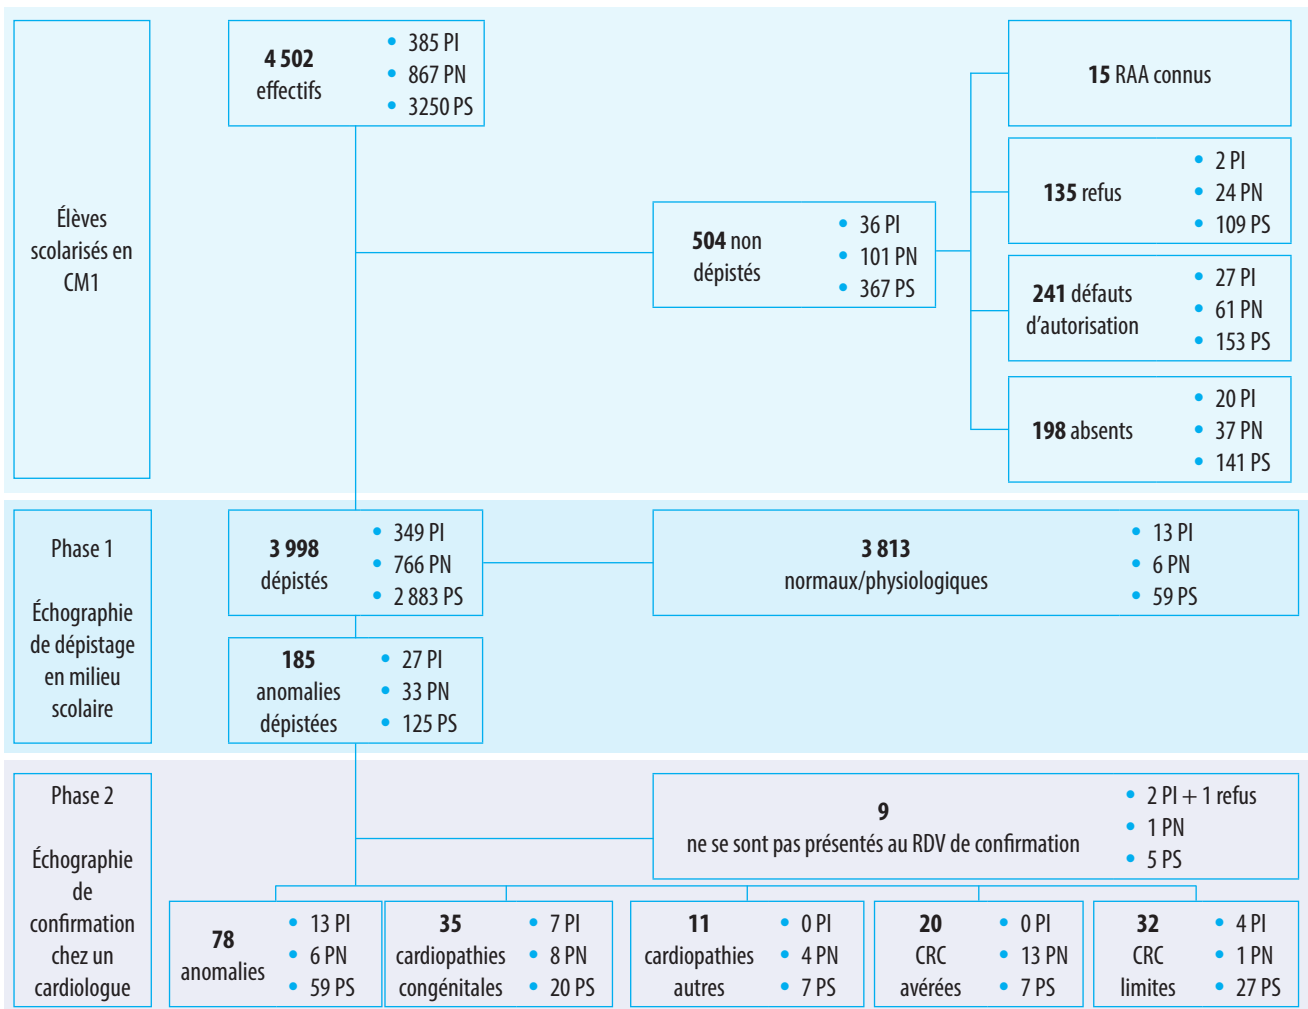 Élèves
scolarisés en
CM1
4 502
effectifs
• 385 PI
• 867 PN
• 3250 PS
504 non
dépistés
• 36 PI
• 101 PN
• 367 PS
15 RAA connus
135 refus
• 2 PI
• 24 PN
• 109 PS
241 défauts
d'autorisation
• 27 PI
• 61 PN
• 153 PS
198 absents
• 20 PI
• 37 PN
• 141 PS
Phase 1
Échographie
de dépistage
en milieu
scolaire
3 998
dépistés
• 349 PI
• 766 PN
• 2 883 PS
3 813
normaux/physiologiques
• 13 PI
• 6 PN
• 59 PS
185
anomalies
dépistées
• 27 PI
• 33 PN
• 125 PS
Phase 2
Échographie
de
confirmation
chez un
cardiologue
9
ne se sont pas présentés au RDV de confirmation
• 2 PI + 1 refus
• 1 PN
• 5 PS
78
anomalies
• 13 PI
• 6 PN
• 59 PS
35
cardiopathies
congénitales
• 7 PI
• 8 PN
• 20 PS
11
cardiopathies
autres
• 0 PI
• 4 PN
• 7 PS
20
CRC
avérées
• 0 PI
• 13 PN
• 7 PS
32
CRC
limites
• 4 PI
• 1 PN
• 27 PS